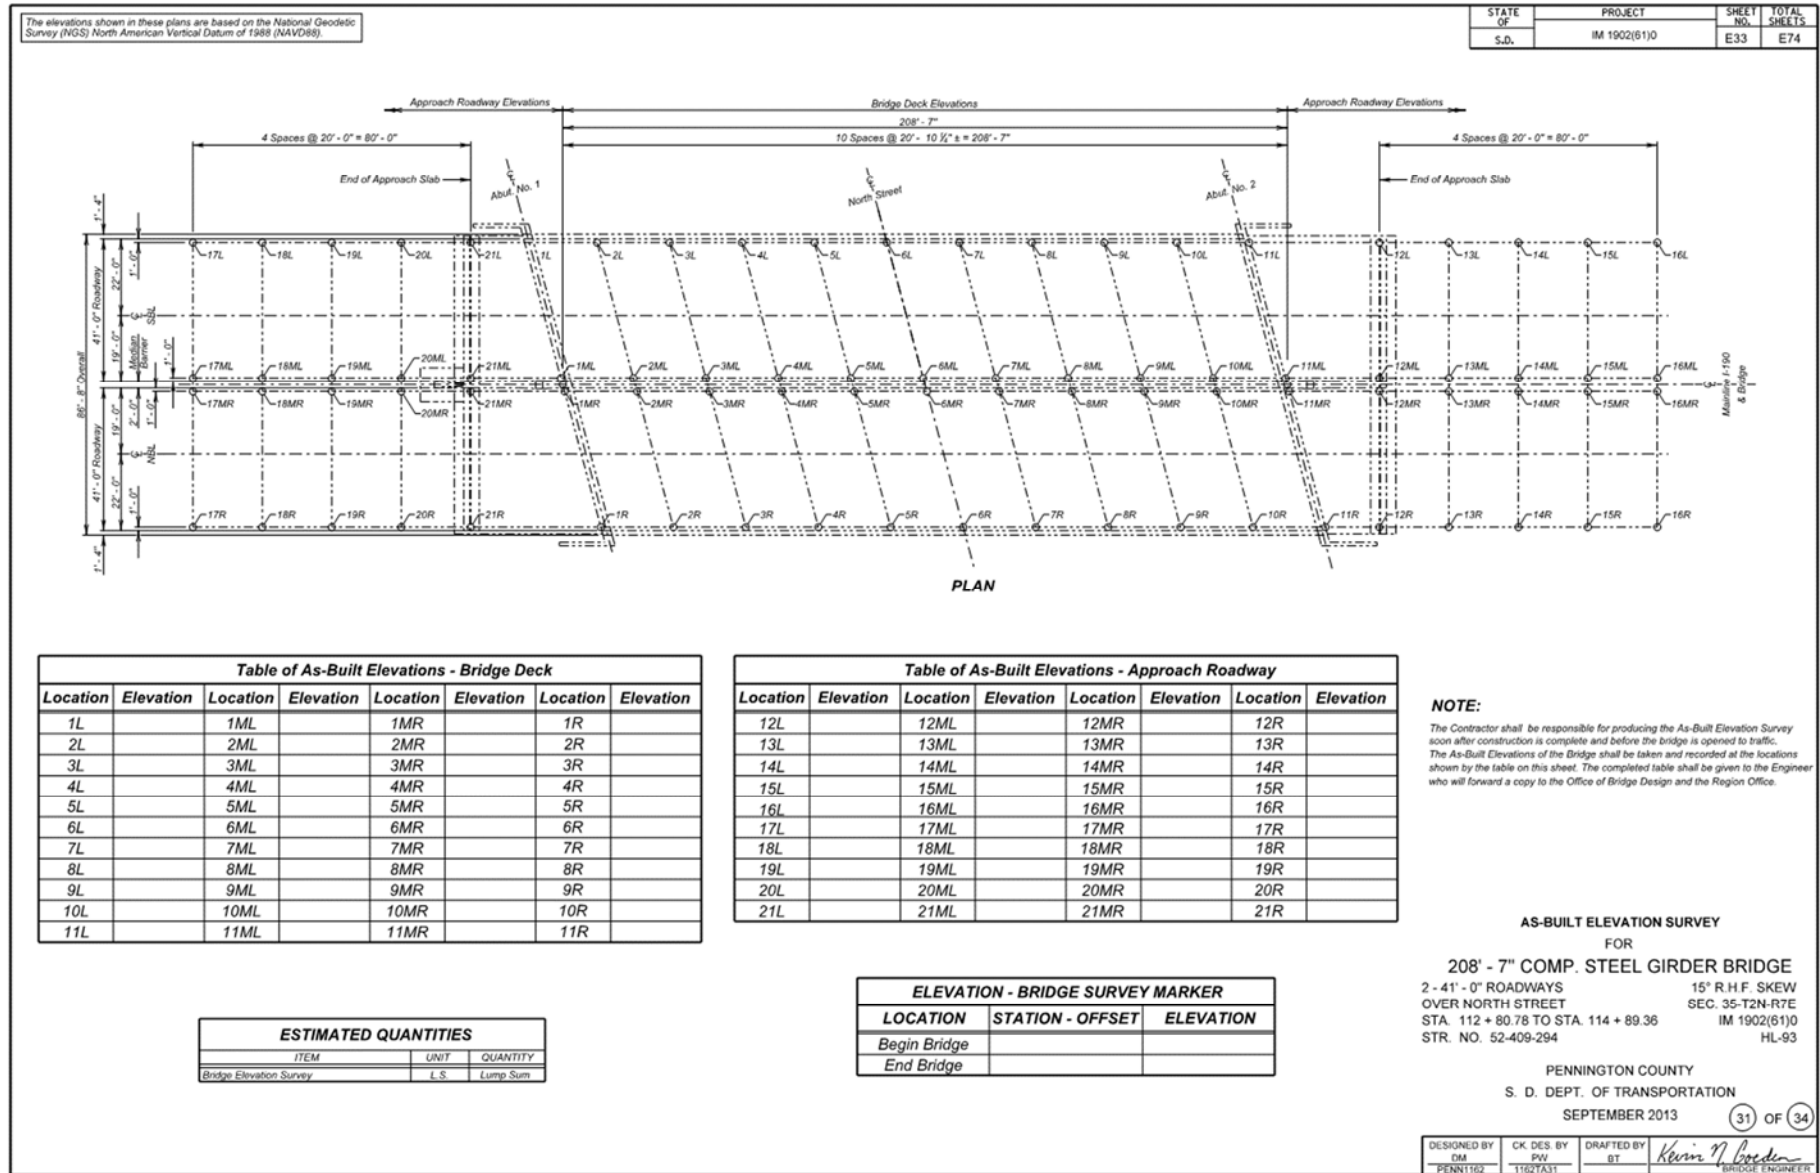 The elevations shown in these plans are based on the National Geodetic
Survey (NGS) North American Vertical Datum of 1988 (NAVD88).
STATE OF S.D.
PROJECT IM 1902(61)0
SHEET NO. E33
TOTAL SHEETS E74
Approach Roadway Elevations
Bridge Deck Elevations
Approach Roadway Elevations
208' - 7"
4 Spaces @ 20' - 0" = 80' - 0"
10 Spaces @ 20' - 10 ¼" ± = 208' - 7"
4 Spaces @ 20' - 0" = 80' - 0"
End of Approach Slab
Abut. No. 1
North Street
Abut. No. 2
End of Approach Slab
17L 18L 19L 20L 21L 1L 2L 3L 4L 5L 6L 7L 8L 9L 10L 11L 12L 13L 14L 15L 16L
17ML 18ML 19ML 20ML 21ML 1ML 2ML 3ML 4ML 5ML 6ML 7ML 8ML 9ML 10ML 11ML 12ML 13ML 14ML 15ML 16ML
17MR 18MR 19MR 20MR 21MR 1MR 2MR 3MR 4MR 5MR 6MR 7MR 8MR 9MR 10MR 11MR 12MR 13MR 14MR 15MR 16MR
17R 18R 19R 20R 21R 1R 2R 3R 4R 5R 6R 7R 8R 9R 10R 11R 12R 13R 14R 15R 16R
86' - 8" Overall
1' - 4"
41' - 0" Roadway
22' - 0"
1' - 0"
SBL
19' - 0"
Median Barrier
1' - 0"
2' - 0"
1' - 0"
19' - 0"
NBL
41' - 0" Roadway
22' - 0"
1' - 0"
1' - 4"
Mainline I-190
& Bridge
PLAN
Table of As-Built Elevations - Bridge Deck
Location Elevation Location Elevation Location Elevation Location Elevation
1L 1ML 1MR 1R
2L 2ML 2MR 2R
3L 3ML 3MR 3R
4L 4ML 4MR 4R
5L 5ML 5MR 5R
6L 6ML 6MR 6R
7L 7ML 7MR 7R
8L 8ML 8MR 8R
9L 9ML 9MR 9R
10L 10ML 10MR 10R
11L 11ML 11MR 11R
Table of As-Built Elevations - Approach Roadway
Location Elevation Location Elevation Location Elevation Location Elevation
12L 12ML 12MR 12R
13L 13ML 13MR 13R
14L 14ML 14MR 14R
15L 15ML 15MR 15R
16L 16ML 16MR 16R
17L 17ML 17MR 17R
18L 18ML 18MR 18R
19L 19ML 19MR 19R
20L 20ML 20MR 20R
21L 21ML 21MR 21R
NOTE:
The Contractor shall be responsible for producing the As-Built Elevation Survey
soon after construction is complete and before the bridge is opened to traffic.
The As-Built Elevations of the Bridge shall be taken and recorded at the locations
shown by the table on this sheet. The completed table shall be given to the Engineer
who will forward a copy to the Office of Bridge Design and the Region Office.
ESTIMATED QUANTITIES
ITEM UNIT QUANTITY
Bridge Elevation Survey L.S. Lump Sum
ELEVATION - BRIDGE SURVEY MARKER
LOCATION STATION - OFFSET ELEVATION
Begin Bridge
End Bridge
AS-BUILT ELEVATION SURVEY
FOR
208' - 7" COMP. STEEL GIRDER BRIDGE
2 - 41' - 0" ROADWAYS 15° R.H.F. SKEW
OVER NORTH STREET SEC. 35-T2N-R7E
STA. 112 + 80.78 TO STA. 114 + 89.36 IM 1902(61)0
STR. NO. 52-409-294 HL-93
PENNINGTON COUNTY
S. D. DEPT. OF TRANSPORTATION
SEPTEMBER 2013
31 OF 34
DESIGNED BY DM PENN1162
CK. DES. BY PW 1162TA31
DRAFTED BY BT
Kevin N. Goeden
BRIDGE ENGINEER